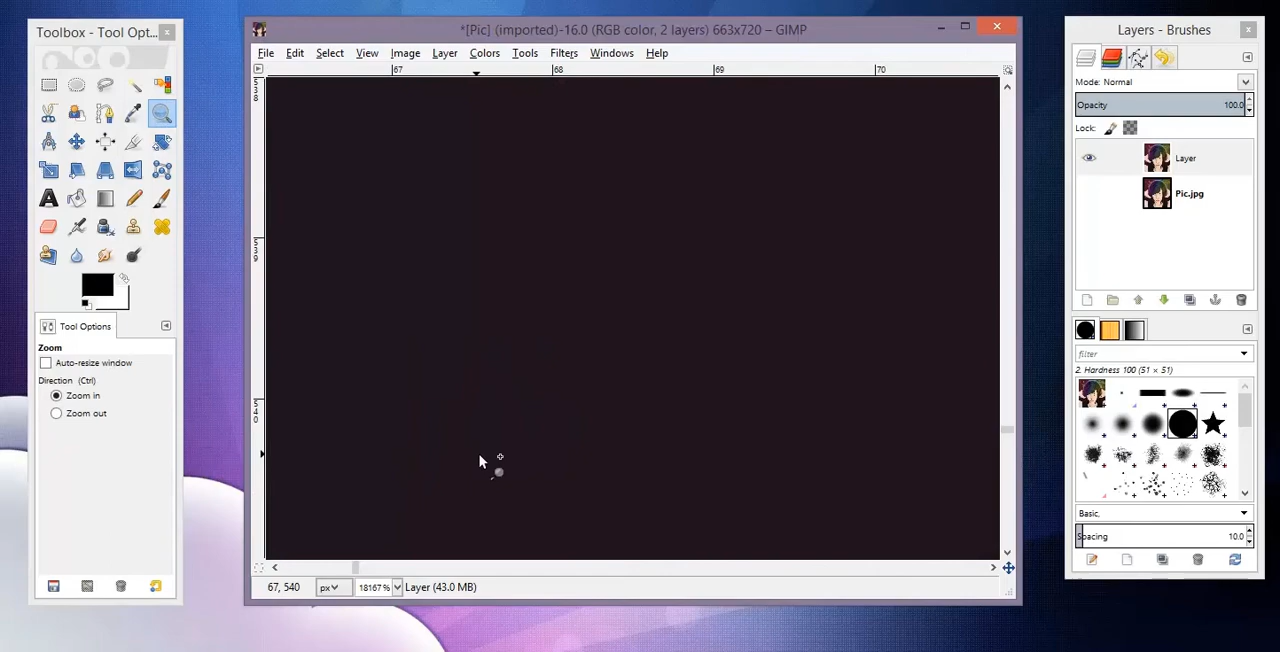 Toolbox - Tool Opt...
*[Pic] (imported)-16.0 (RGB color, 2 layers) 663x720 – GIMP
Layers - Brushes
File Edit Select View Image Layer Colors Tools Filters Windows Help
67 68 69 70
538
539
540
Tool Options
Zoom
Auto-resize window
Direction (Ctrl)
Zoom in
Zoom out
67, 540 px 18167% Layer (43.0 MB)
Mode: Normal
Opacity 100.0
Lock:
Layer
Pic.jpg
filter
2. Hardness 100 (51 × 51)
Basic,
Spacing 10.0